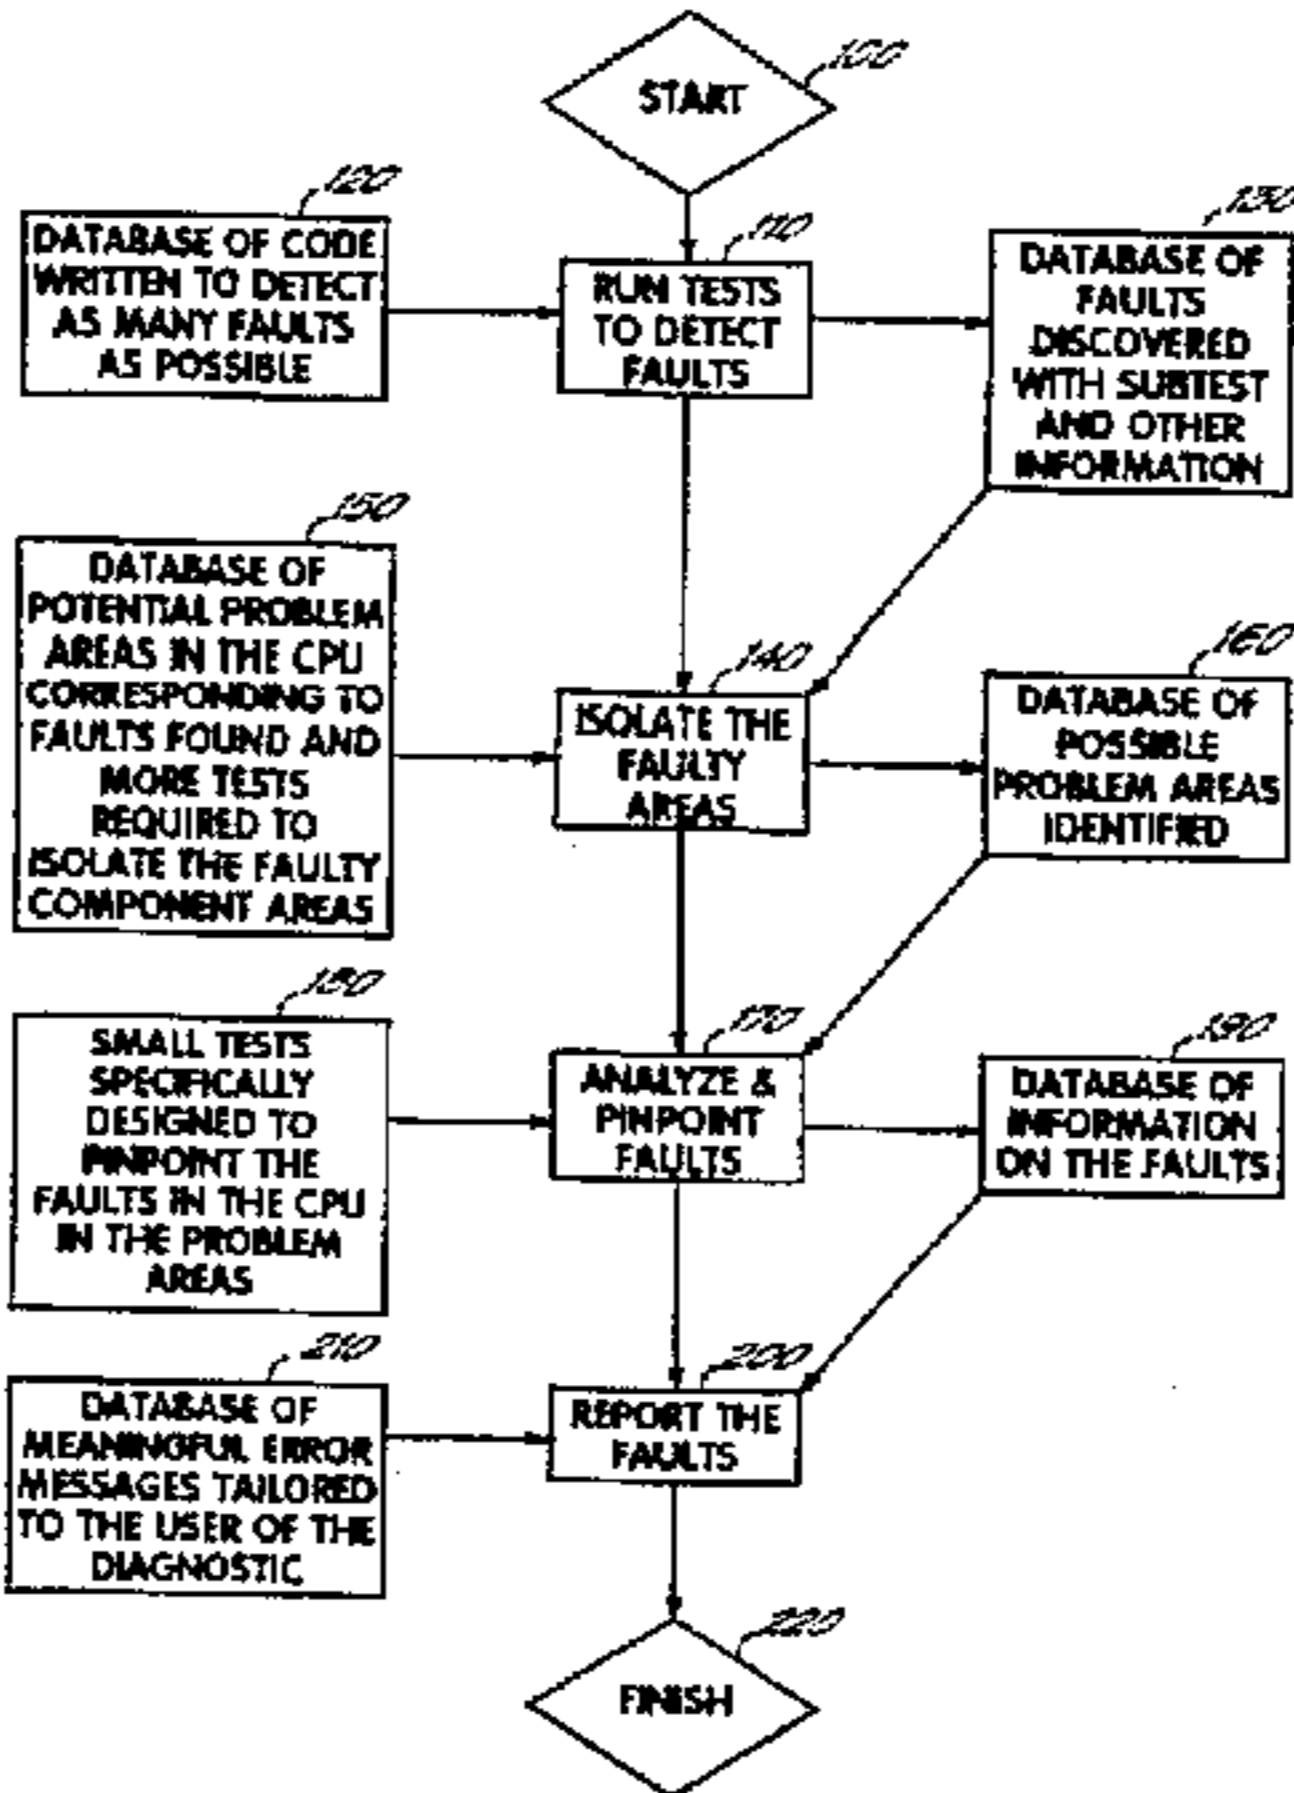 100
START
120
DATABASE OF CODE
WRITTEN TO DETECT
AS MANY FAULTS
AS POSSIBLE
110
RUN TESTS
TO DETECT
FAULTS
130
DATABASE OF
FAULTS
DISCOVERED
WITH SUBTEST
AND OTHER
INFORMATION
150
DATABASE OF
POTENTIAL PROBLEM
AREAS IN THE CPU
CORRESPONDING TO
FAULTS FOUND AND
MORE TESTS
REQUIRED TO
ISOLATE THE FAULTY
COMPONENT AREAS
140
ISOLATE THE
FAULTY
AREAS
160
DATABASE OF
POSSIBLE
PROBLEM AREAS
IDENTIFIED
180
SMALL TESTS
SPECIFICALLY
DESIGNED TO
PINPOINT THE
FAULTS IN THE CPU
IN THE PROBLEM
AREAS
170
ANALYZE &
PINPOINT
FAULTS
190
DATABASE OF
INFORMATION
ON THE FAULTS
210
DATABASE OF
MEANINGFUL ERROR
MESSAGES TAILORED
TO THE USER OF THE
DIAGNOSTIC
200
REPORT THE
FAULTS
220
FINISH